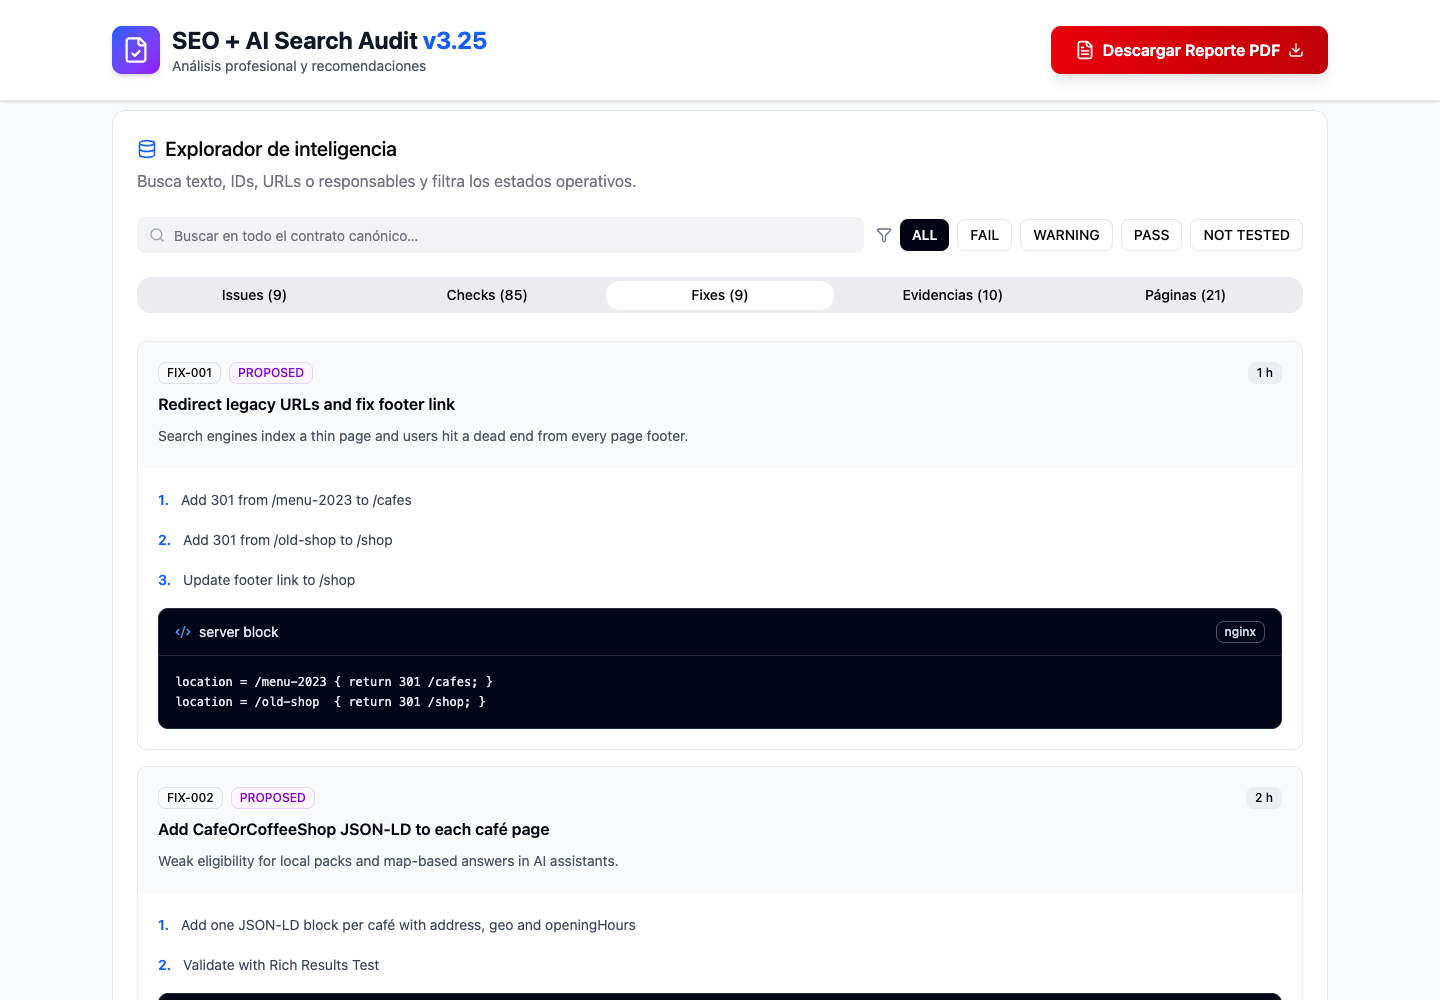 SEO + AI Search Audit v3.25
Análisis profesional y recomendaciones
Descargar Reporte PDF
Explorador de inteligencia
Busca texto, IDs, URLs o responsables y filtra los estados operativos.
Buscar en todo el contrato canónico...
ALL
FAIL
WARNING
PASS
NOT TESTED
Issues (9)
Checks (85)
Fixes (9)
Evidencias (10)
Páginas (21)
FIX-001
PROPOSED
1 h
Redirect legacy URLs and fix footer link
Search engines index a thin page and users hit a dead end from every page footer.
1. Add 301 from /menu-2023 to /cafes
2. Add 301 from /old-shop to /shop
3. Update footer link to /shop
</> server block
nginx
location = /menu-2023 { return 301 /cafes; }
location = /old-shop  { return 301 /shop; }
FIX-002
PROPOSED
2 h
Add CafeOrCoffeeShop JSON-LD to each café page
Weak eligibility for local packs and map-based answers in AI assistants.
1. Add one JSON-LD block per café with address, geo and openingHours
2. Validate with Rich Results Test